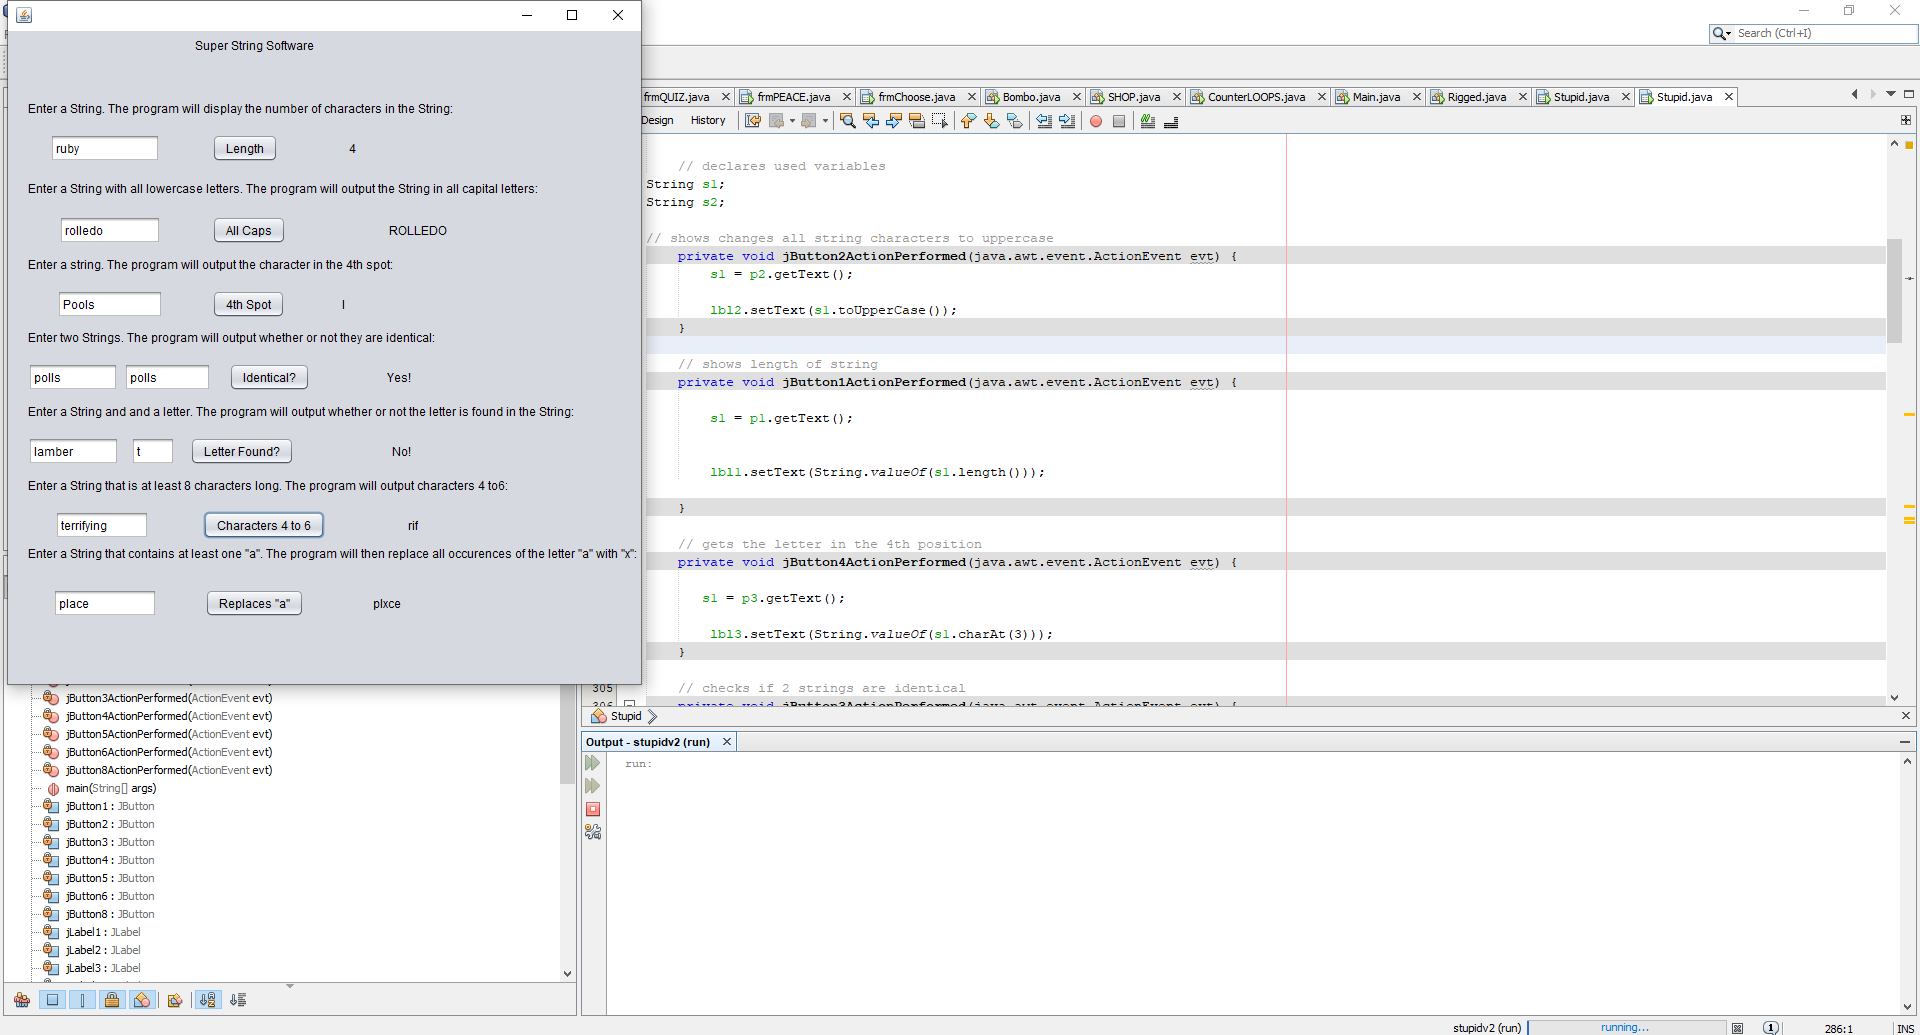 Super String Software
Enter a String. The program will display the number of characters in the String:
ruby Length 4
Enter a String with all lowercase letters. The program will output the String in all capital letters:
rolledo All Caps ROLLEDO
Enter a string. The program will output the character in the 4th spot:
Pools 4th Spot l
Enter two Strings. The program will output whether or not they are identical:
polls polls Identical? Yes!
Enter a String and and a letter. The program will output whether or not the letter is found in the String:
lamber t Letter Found? No!
Enter a String that is at least 8 characters long. The program will output characters 4 to6:
terrifying Characters 4 to 6 rif
Enter a String that contains at least one "a". The program will then replace all occurences of the letter "a" with "x":
place Replaces "a" plxce
Search (Ctrl+I)
frmQUIZ.java frmPEACE.java frmChoose.java Bombo.java SHOP.java CounterLOOPS.java Main.java Rigged.java Stupid.java Stupid.java
Design History
// declares used variables
String s1;
String s2;
// shows changes all string characters to uppercase
private void jButton2ActionPerformed(java.awt.event.ActionEvent evt) {
s1 = p2.getText();
lbl2.setText(s1.toUpperCase());
}
// shows length of string
private void jButton1ActionPerformed(java.awt.event.ActionEvent evt) {
s1 = p1.getText();
lbl1.setText(String.valueOf(s1.length()));
}
// gets the letter in the 4th position
private void jButton4ActionPerformed(java.awt.event.ActionEvent evt) {
s1 = p3.getText();
lbl3.setText(String.valueOf(s1.charAt(3)));
}
305 // checks if 2 strings are identical
306 private void jButton3ActionPerformed(java.awt.event.ActionEvent evt) {
Stupid
jButton3ActionPerformed(ActionEvent evt)
jButton4ActionPerformed(ActionEvent evt)
jButton5ActionPerformed(ActionEvent evt)
jButton6ActionPerformed(ActionEvent evt)
jButton8ActionPerformed(ActionEvent evt)
main(String[] args)
jButton1 : JButton
jButton2 : JButton
jButton3 : JButton
jButton4 : JButton
jButton5 : JButton
jButton6 : JButton
jButton8 : JButton
jLabel1 : JLabel
jLabel2 : JLabel
jLabel3 : JLabel
Output - stupidv2 (run)
run:
stupidv2 (run) running... 1 286:1 INS